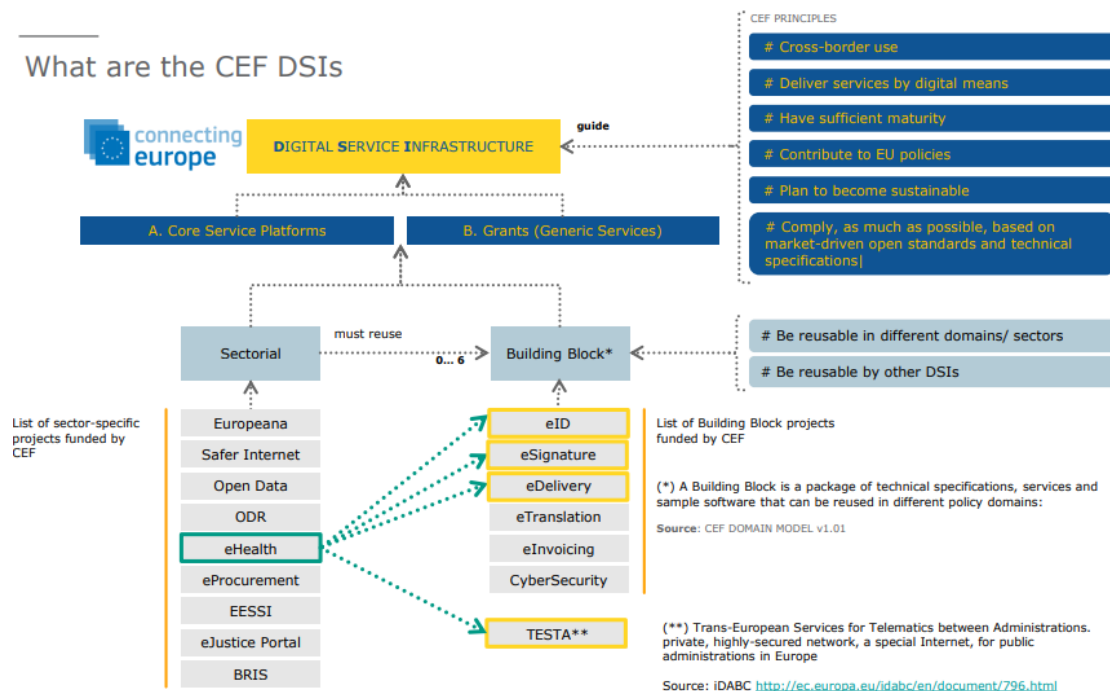 CEF PRINCIPLES
# Cross-border use
What are the CEF DSIs
# Deliver services by digital means
# Have sufficient maturity
connecting
europe
DIGITAL SERVICE INFRASTRUCTURE
guide
# Contribute to EU policies
# Plan to become sustainable
A. Core Service Platforms
B. Grants (Generic Services)
# Comply, as much as possible, based on
market-driven open standards and technical
specifications|
Sectorial
must reuse
0... 6
Building Block*
# Be reusable in different domains/ sectors
# Be reusable by other DSIs
List of sector-specific
projects funded by
CEF
Europeana
Safer Internet
Open Data
ODR
eHealth
eProcurement
EESSI
eJustice Portal
BRIS
eID
eSignature
eDelivery
eTranslation
eInvoicing
CyberSecurity
TESTA**
List of Building Block projects
funded by CEF
(*) A Building Block is a package of technical specifications, services and
sample software that can be reused in different policy domains:
Source: CEF DOMAIN MODEL v1.01
(**) Trans-European Services for Telematics between Administrations.
private, highly-secured network, a special Internet, for public
administrations in Europe
Source: iDABC http://ec.europa.eu/idabc/en/document/796.html